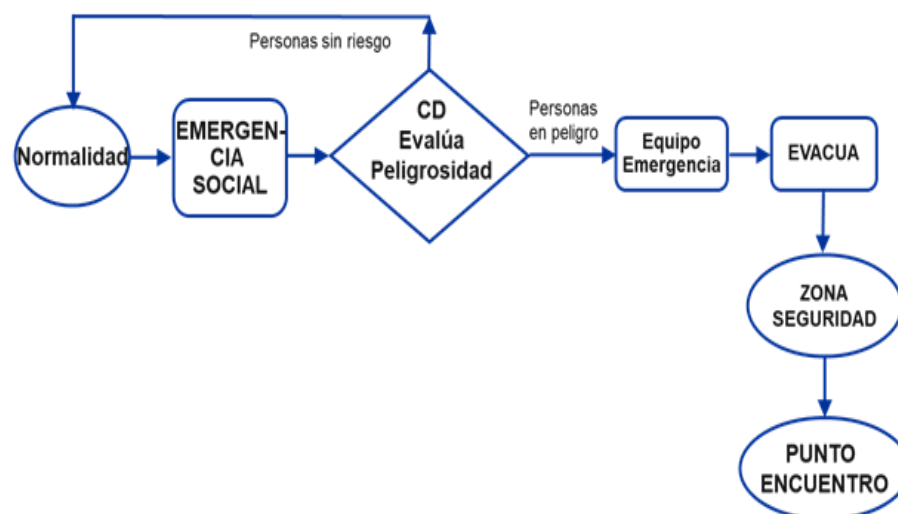 Personas sin riesgo
Normalidad
EMERGEN-
CIA
SOCIAL
CD
Evalúa
Peligrosidad
Personas
en peligro
Equipo
Emergencia
EVACUA
ZONA
SEGURIDAD
PUNTO
ENCUENTRO